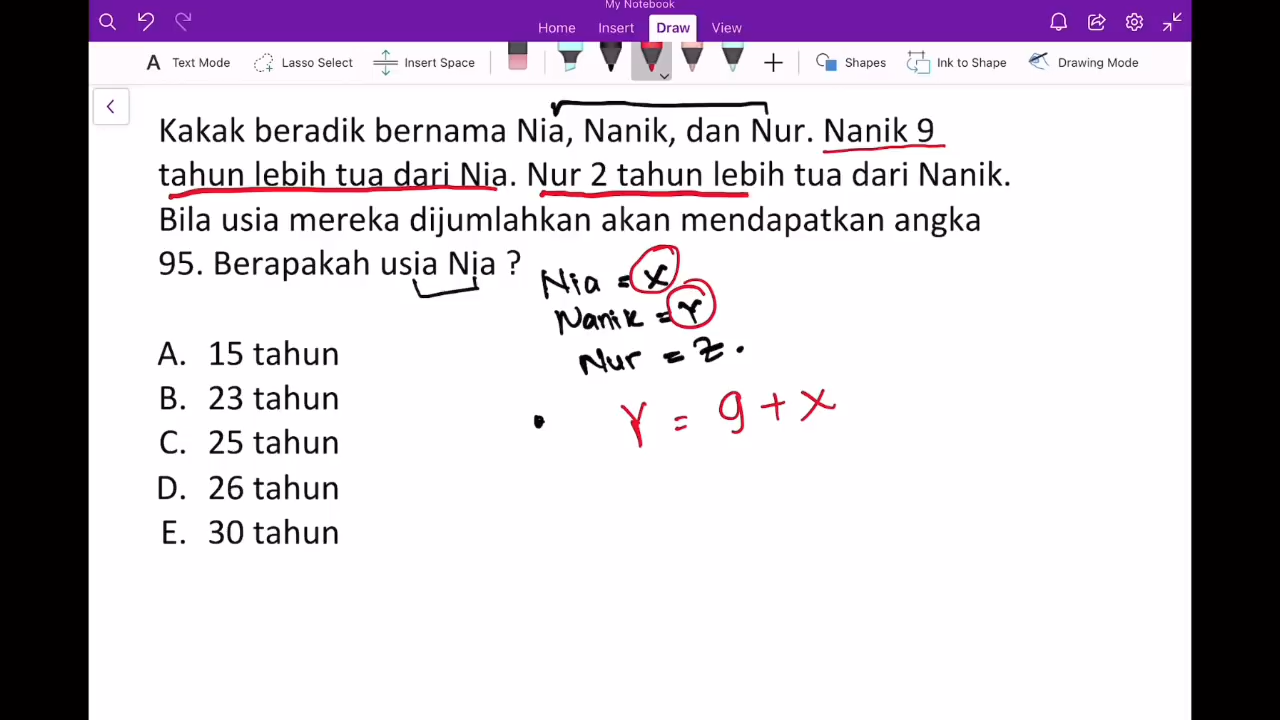 My Notebook
Home Insert Draw View
A Text Mode Lasso Select Insert Space Shapes Ink to Shape Drawing Mode
Kakak beradik bernama Nia, Nanik, dan Nur. Nanik 9
tahun lebih tua dari Nia. Nur 2 tahun lebih tua dari Nanik.
Bila usia mereka dijumlahkan akan mendapatkan angka
95. Berapakah usia Nia ?
Nia = x
Nanik = Y
Nur = Z.
A. 15 tahun
B. 23 tahun
C. 25 tahun
D. 26 tahun
E. 30 tahun
Y = 9 + x